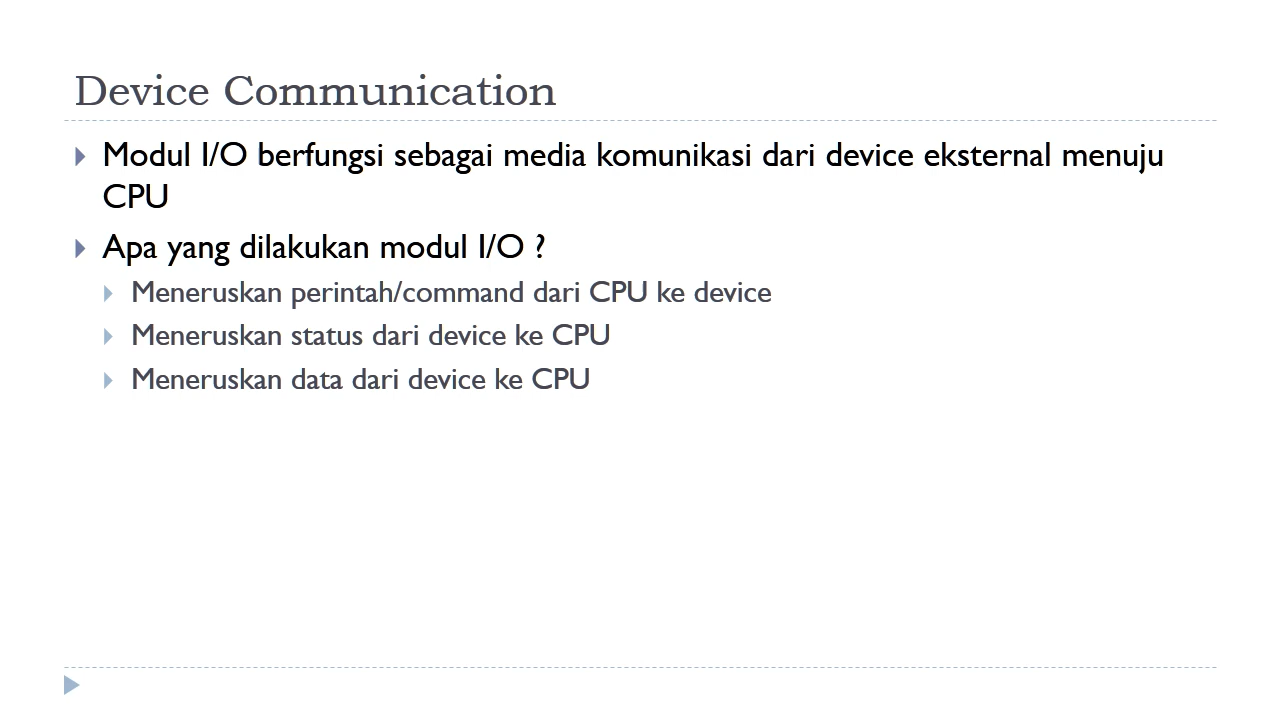 Device Communication
Modul I/O berfungsi sebagai media komunikasi dari device eksternal menuju
CPU
Apa yang dilakukan modul I/O ?
Meneruskan perintah/command dari CPU ke device
Meneruskan status dari device ke CPU
Meneruskan data dari device ke CPU